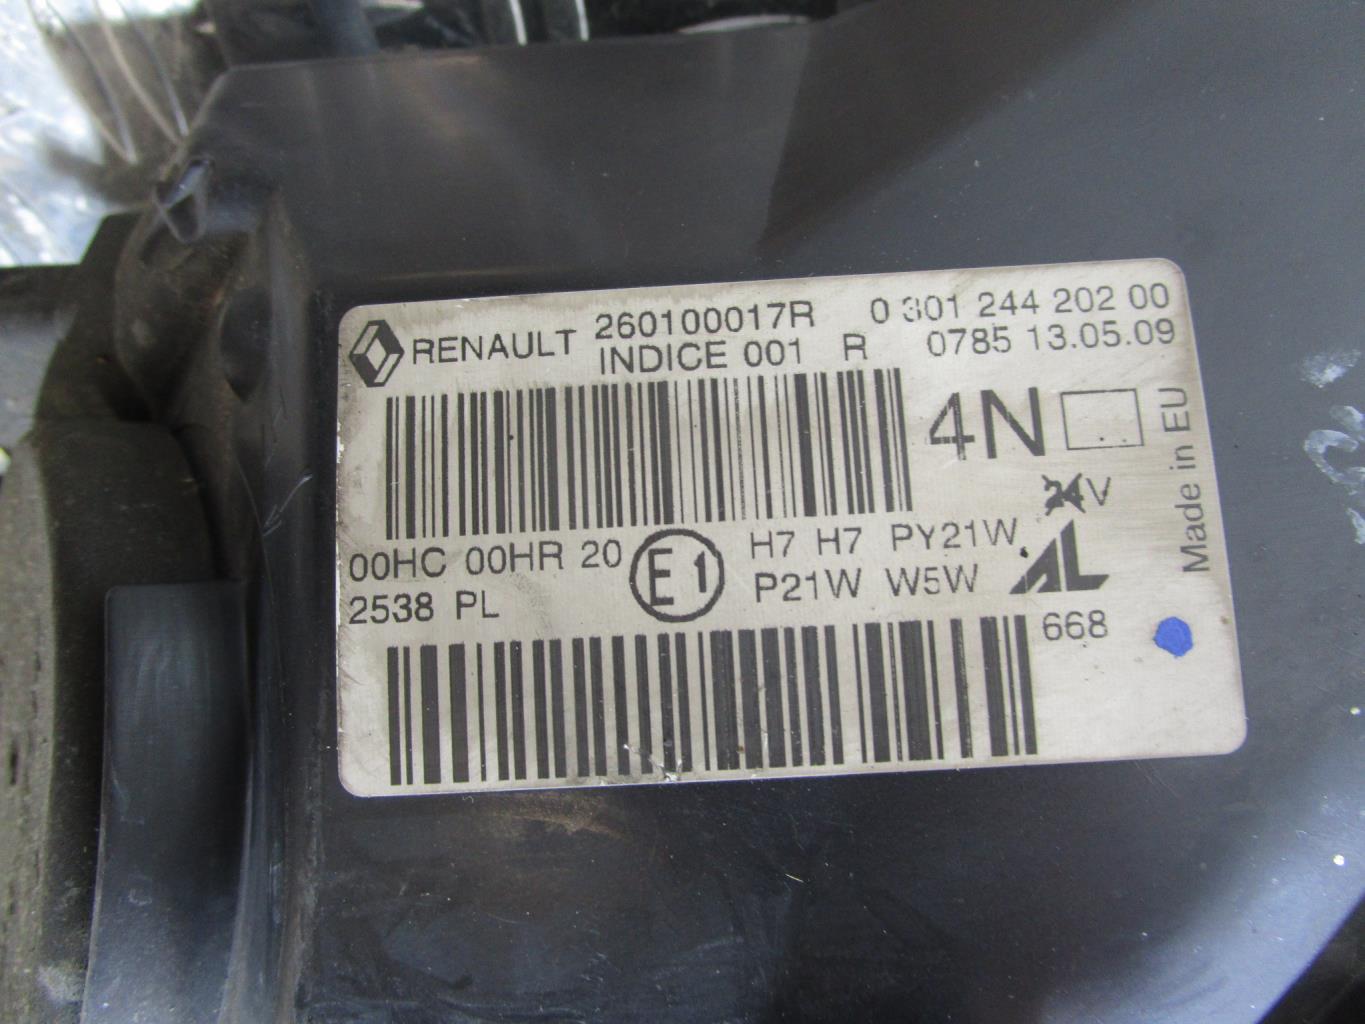 RENAULT 260100017R 0 301 244 202 00
INDICE 001 R 0785 13.05.09
4N
24V
Made in EU
00HC 00HR 20 E1 H7 H7 PY21W
2538 PL P21W W5W AL
668